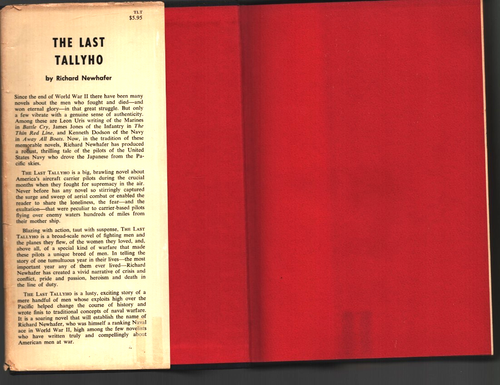 TLT
$5.95
THE LAST
TALLYHO
by Richard Newhafer
Since the end of World War II there have been many
novels about the men who fought and died—and
won eternal glory—in that great struggle. But only
a few vibrate with a genuine sense of authenticity.
Among these are Leon Uris writing of the Marines
in Battle Cry, James Jones of the Infantry in The
Thin Red Line, and Kenneth Dodson of the Navy
in Away All Boats. Now, in the tradition of these
memorable novels, Richard Newhafer has produced
a robust, thrilling tale of the pilots of the United
States Navy who drove the Japanese from the Pa-
cific skies.
THE LAST TALLYHO is a big, brawling novel about
America's aircraft carrier pilots during the crucial
months when they fought for supremacy in the air.
Never before has any novel so stirringly captured
the surge and sweep of aerial combat or enabled the
reader to share the loneliness, the fear—and the
exultation—that were peculiar to carrier-based pilots
flying over enemy waters hundreds of miles from
their mother ship.
Blazing with action, taut with suspense, THE LAST
TALLYHO is a broad-scale novel of fighting men and
the planes they flew, of the women they loved, and,
above all, of a special kind of warfare that made
these pilots a unique breed of men. In telling the
story of one tumultuous year in their lives—the most
important year any of them ever lived—Richard
Newhafer has created a vivid narrative of crisis and
conflict, pride and passion, heroism and death in
the line of duty.
THE LAST TALLYHO is a lusty, exciting story of a
mere handful of men whose exploits high over the
Pacific helped change the course of history and
wrote finis to traditional concepts of naval warfare.
It is a soaring novel that will establish the name of
Richard Newhafer, who was himself a ranking Naval
ace in World War II, high among the few novelists
who have written truly and compellingly about
American men at war.